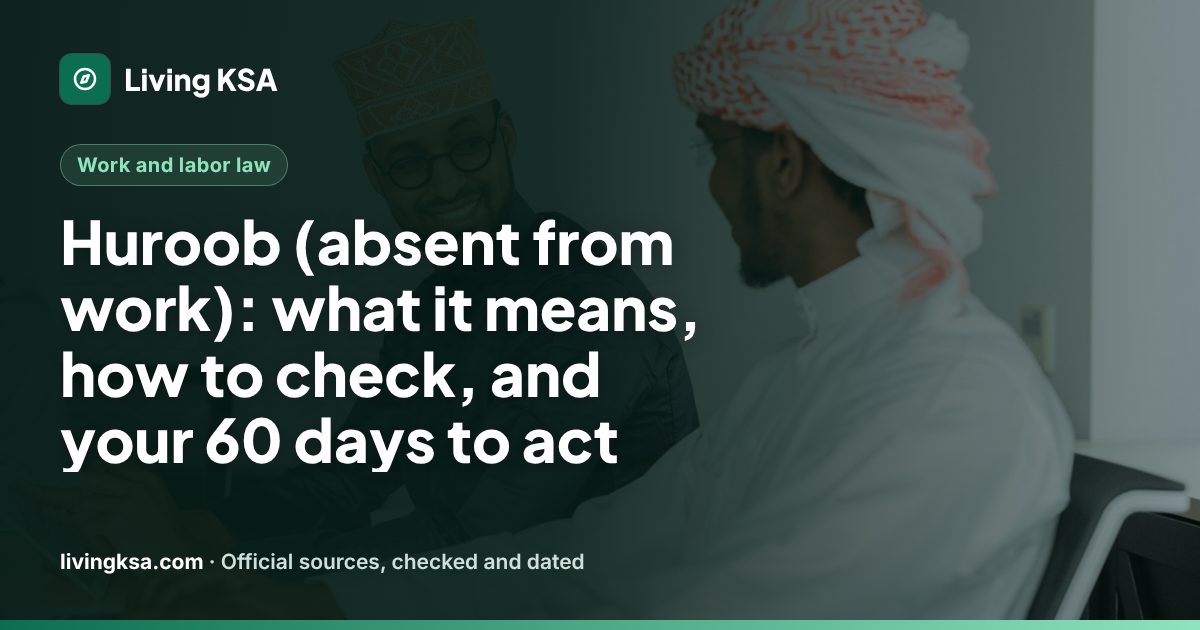 Living KSA
Work and labor law
Huroob (absent from
work): what it means,
how to check, and
your 60 days to act
livingksa.com · Official sources, checked and dated